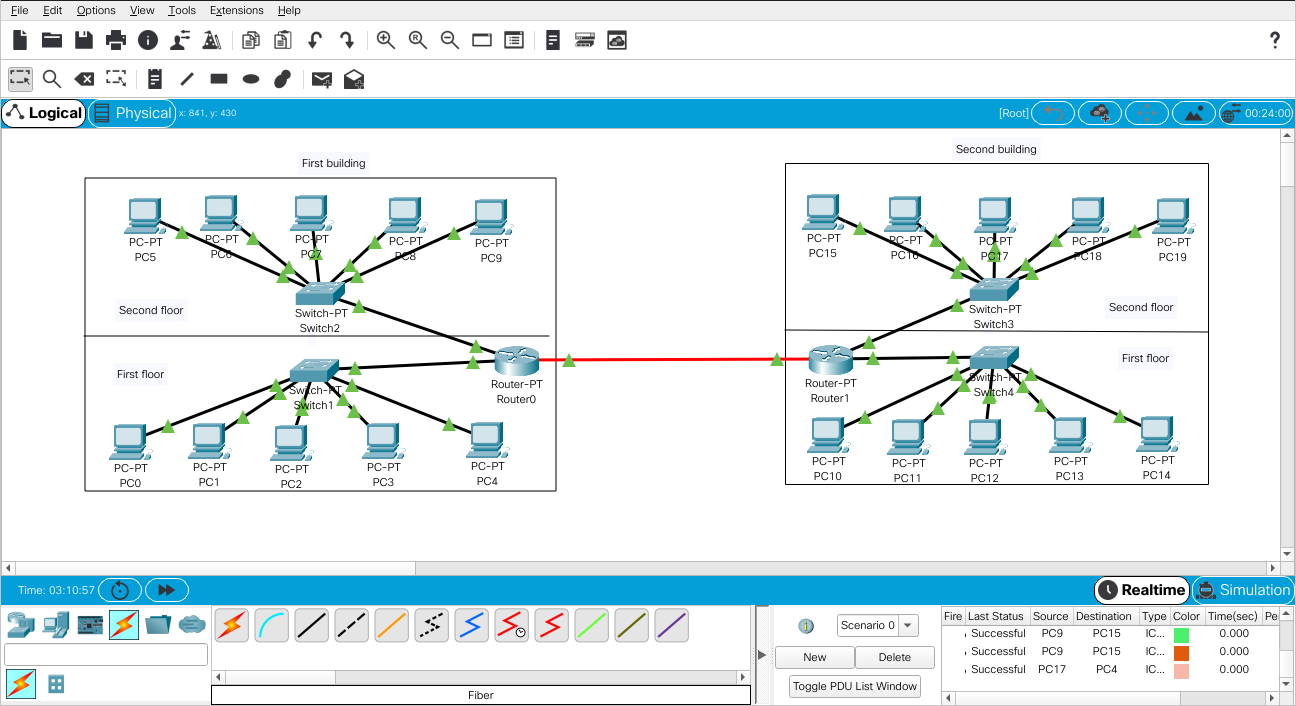 File Edit Options View Tools Extensions Help
Logical Physical x: 841, y: 430 [Root] 00:24:00
First building
Second building
PC-PT PC-PT PC-PT PC-PT PC-PT
PC5 PC6 PC7 PC8 PC9
PC-PT PC-PT PC-PT PC-PT PC-PT
PC15 PC16 PC17 PC18 PC19
Second floor
Switch-PT
Switch2
Switch-PT
Switch3
Second floor
First floor
Switch-PT
Switch1
Router-PT
Router0
Router-PT
Router1
Switch-PT
Switch4
First floor
PC-PT PC-PT PC-PT PC-PT PC-PT
PC0 PC1 PC2 PC3 PC4
PC-PT PC-PT PC-PT PC-PT PC-PT
PC10 PC11 PC12 PC13 PC14
Time: 03:10:57 Realtime Simulation
Scenario 0
New Delete
Toggle PDU List Window
Fire Last Status Source Destination Type Color Time(sec) Pe
Successful PC9 PC15 IC... 0.000
Successful PC9 PC15 IC... 0.000
Successful PC17 PC4 IC... 0.000
Fiber